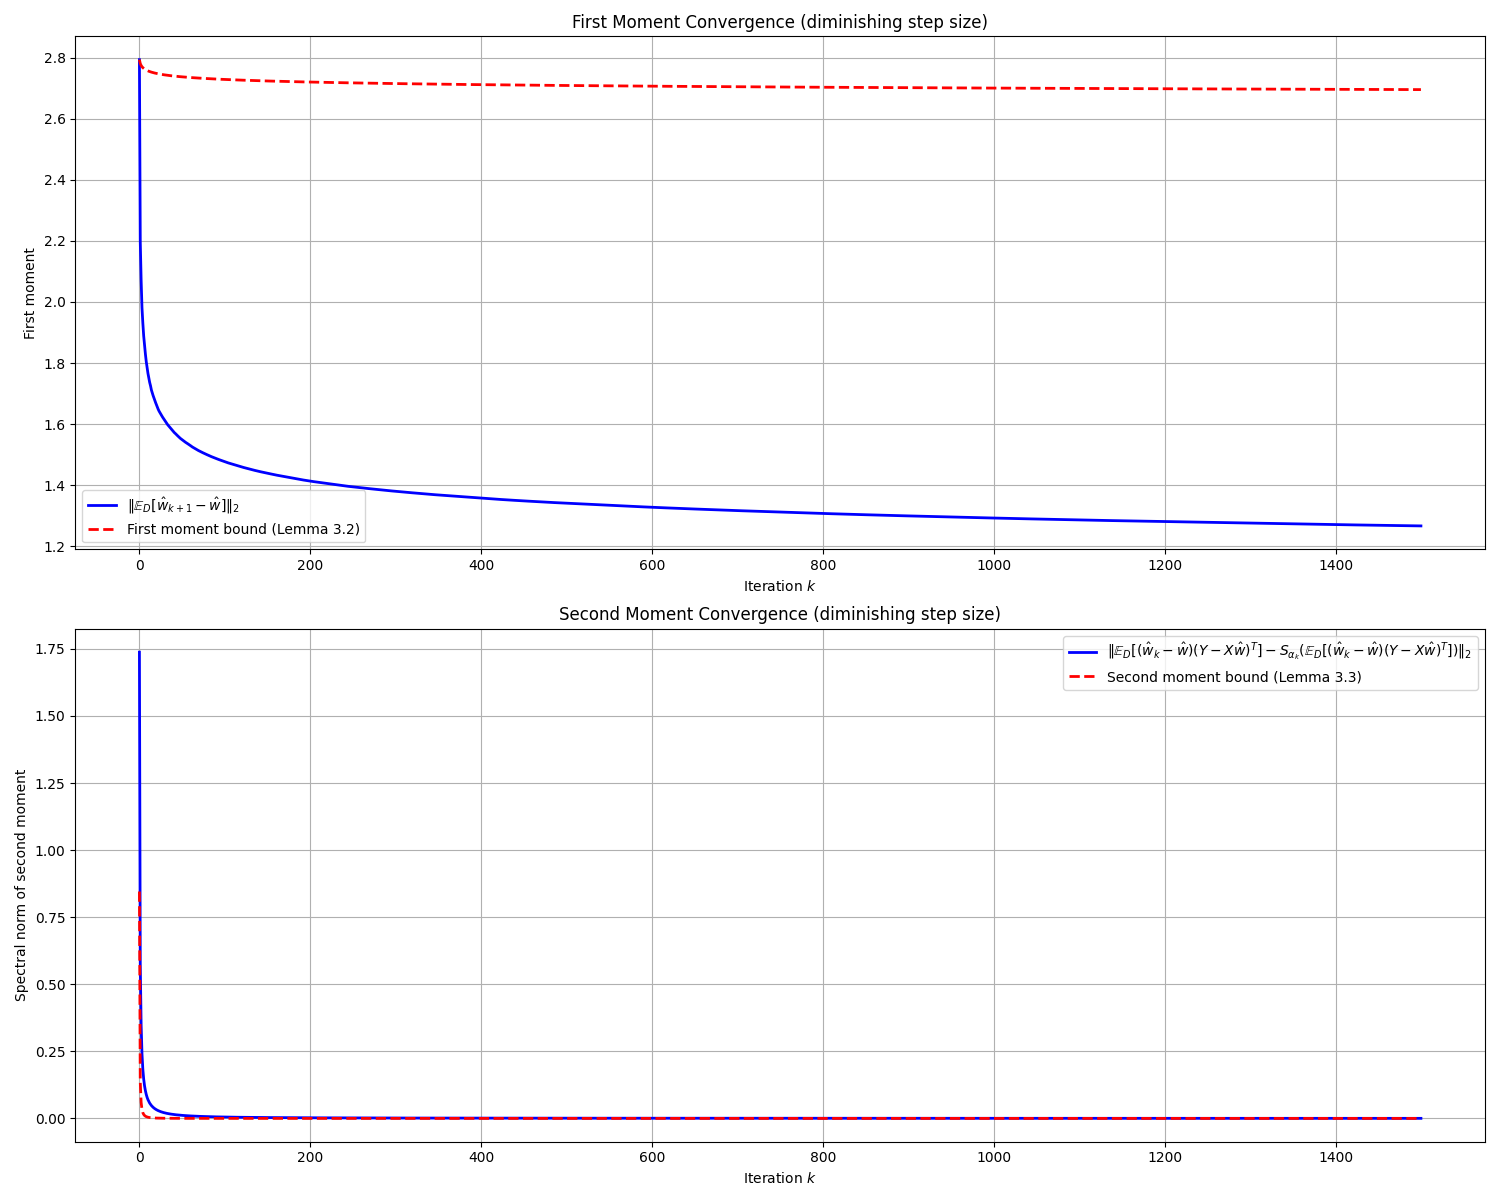 First Moment Convergence (diminishing step size)
First moment
2.8
2.6
2.4
2.2
2.0
1.8
1.6
1.4
1.2
‖𝔼_D[ŵ_{k+1} − ŵ]‖₂
First moment bound (Lemma 3.2)
0 200 400 600 800 1000 1200 1400
Iteration k
Second Moment Convergence (diminishing step size)
Spectral norm of second moment
1.75
1.50
1.25
1.00
0.75
0.50
0.25
0.00
‖𝔼_D[(ŵ_k − ŵ)(Y − Xŵ)^T] − S_{α_k}(𝔼_D[(ŵ_k − ŵ)(Y − Xŵ)^T])‖₂
Second moment bound (Lemma 3.3)
0 200 400 600 800 1000 1200 1400
Iteration k